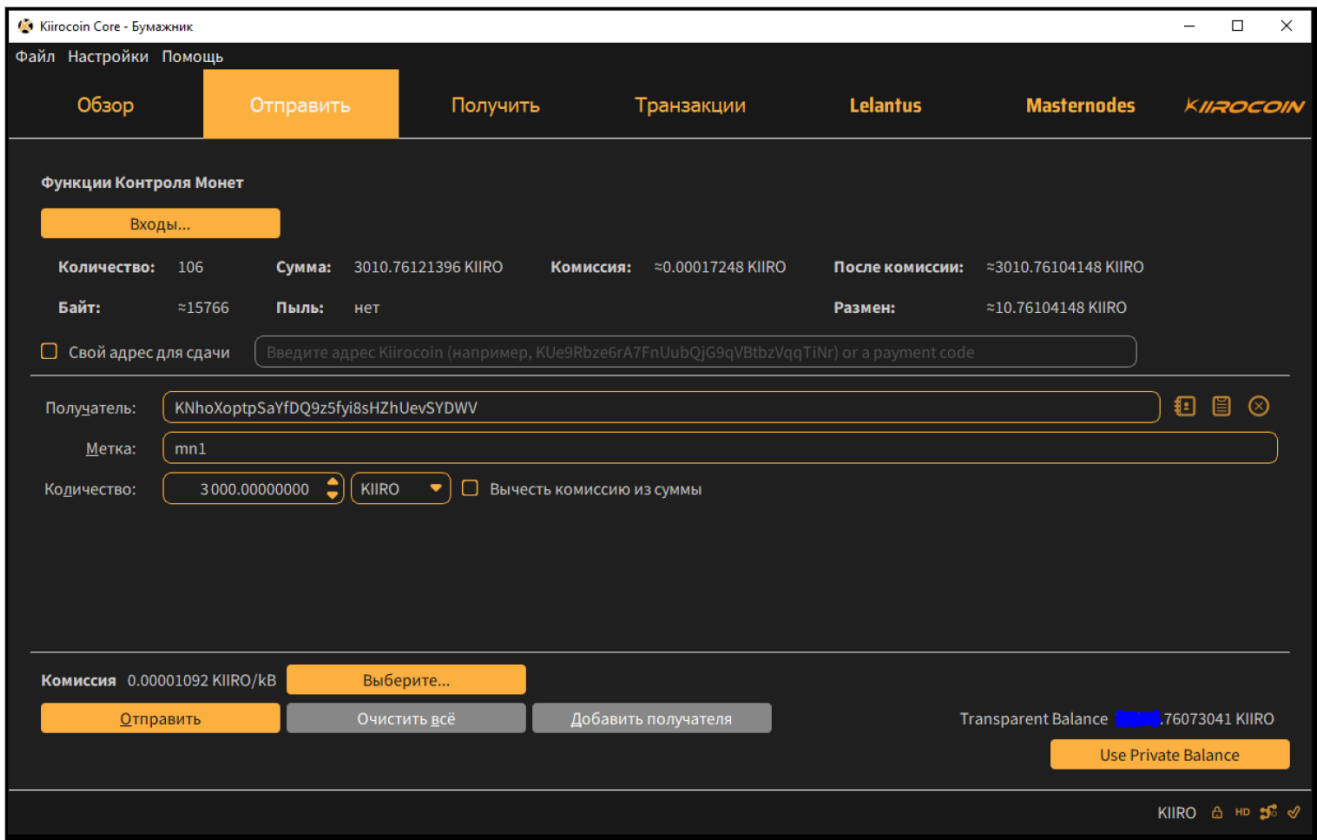 Kiirocoin Core - Бумажник
Файл Настройки Помощь
Обзор Отправить Получить Транзакции Lelantus Masternodes KIIROCOIN
Функции Контроля Монет
Входы...
Количество: 106 Сумма: 3010.76121396 KIIRO Комиссия: ≈0.00017248 KIIRO После комиссии: ≈3010.76104148 KIIRO
Байт: ≈15766 Пыль: нет Размен: ≈10.76104148 KIIRO
Свой адрес для сдачи Введите адрес Kiirocoin (например, KUe9Rbze6rA7FnUubQjG9qVBtbzVqqTiNr) or a payment code
Получатель: KNhoXoptpSaYfDQ9z5fyi8sHZhUevSYDWV
Метка: mn1
Количество: 3 000.00000000 KIIRO Вычесть комиссию из суммы
Комиссия 0.00001092 KIIRO/kB Выберите...
Отправить Очистить всё Добавить получателя Transparent Balance .76073041 KIIRO
Use Private Balance
KIIRO HD